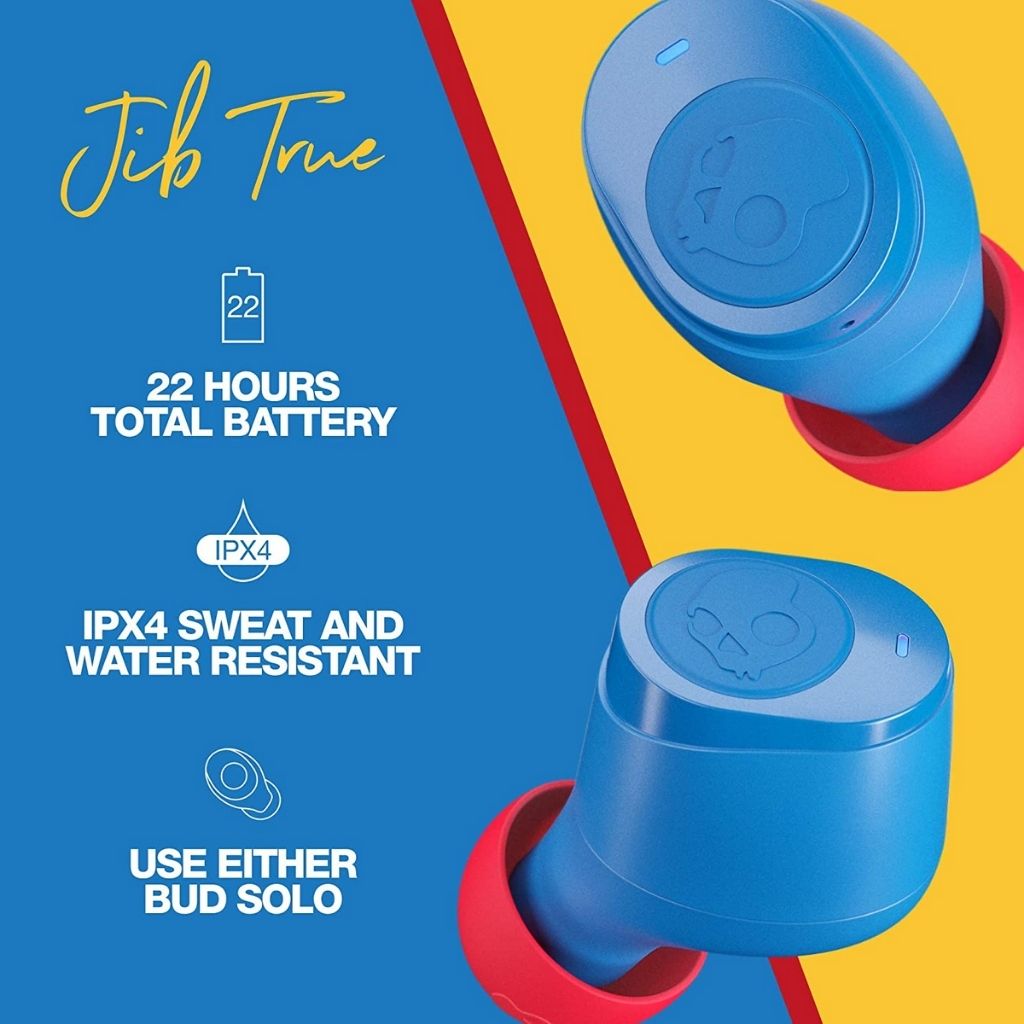 Jib True
22
22 HOURS
TOTAL BATTERY
IPX4
IPX4 SWEAT AND
WATER RESISTANT
USE EITHER
BUD SOLO